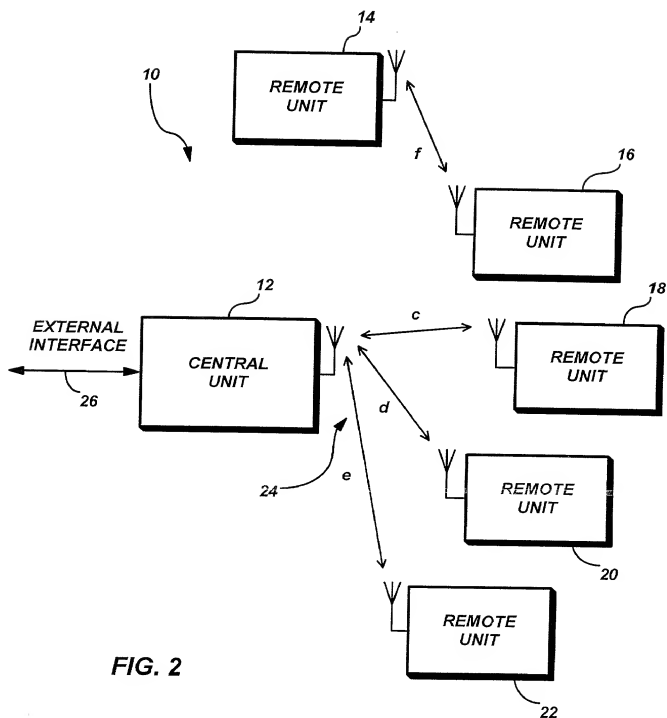 14
10
REMOTE
UNIT
f
16
REMOTE
UNIT
12
18
EXTERNAL
INTERFACE
c
REMOTE
UNIT
CENTRAL
UNIT
26
d
24
e
REMOTE
UNIT
20
REMOTE
UNIT
FIG. 2
22